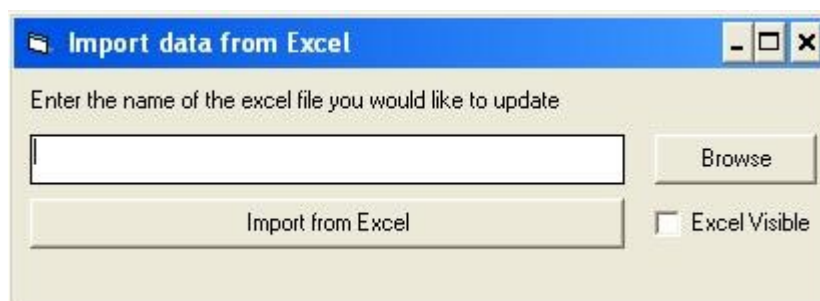 Import data from Excel
Enter the name of the excel file you would like to update
Browse
Import from Excel
Excel Visible